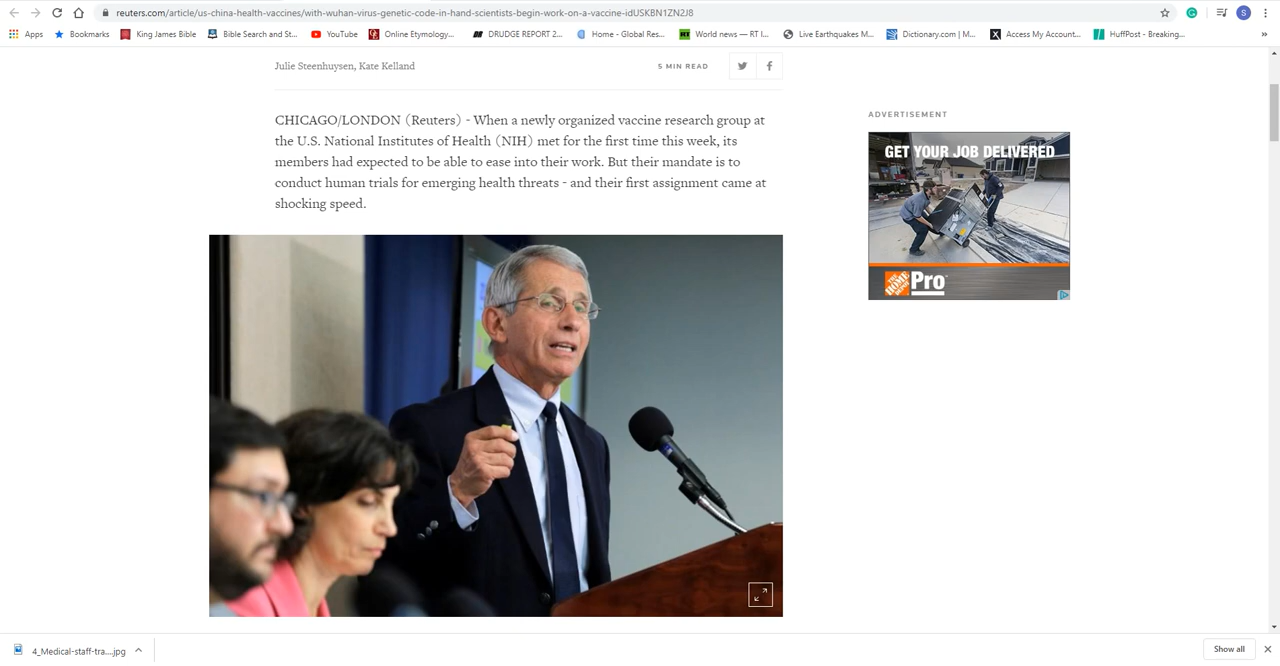 reuters.com/article/us-china-health-vaccines/with-wuhan-virus-genetic-code-in-hand-scientists-begin-work-on-a-vaccine-idUSKBN1ZN2J8
S
Apps Bookmarks King James Bible Bible Search and St... YouTube Online Etymology... DRUDGE REPORT 2... Home - Global Res... RT World news — RT I... Live Earthquakes M... Dictionary.com | M... X Access My Account... HuffPost - Breaking... »
Julie Steenhuysen, Kate Kelland
5 MIN READ
CHICAGO/LONDON (Reuters) - When a newly organized vaccine research group at
the U.S. National Institutes of Health (NIH) met for the first time this week, its
members had expected to be able to ease into their work. But their mandate is to
conduct human trials for emerging health threats - and their first assignment came at
shocking speed.
ADVERTISEMENT
GET YOUR JOB DELIVERED
THE HOME DEPOT Pro
4_Medical-staff-tra....jpg
Show all